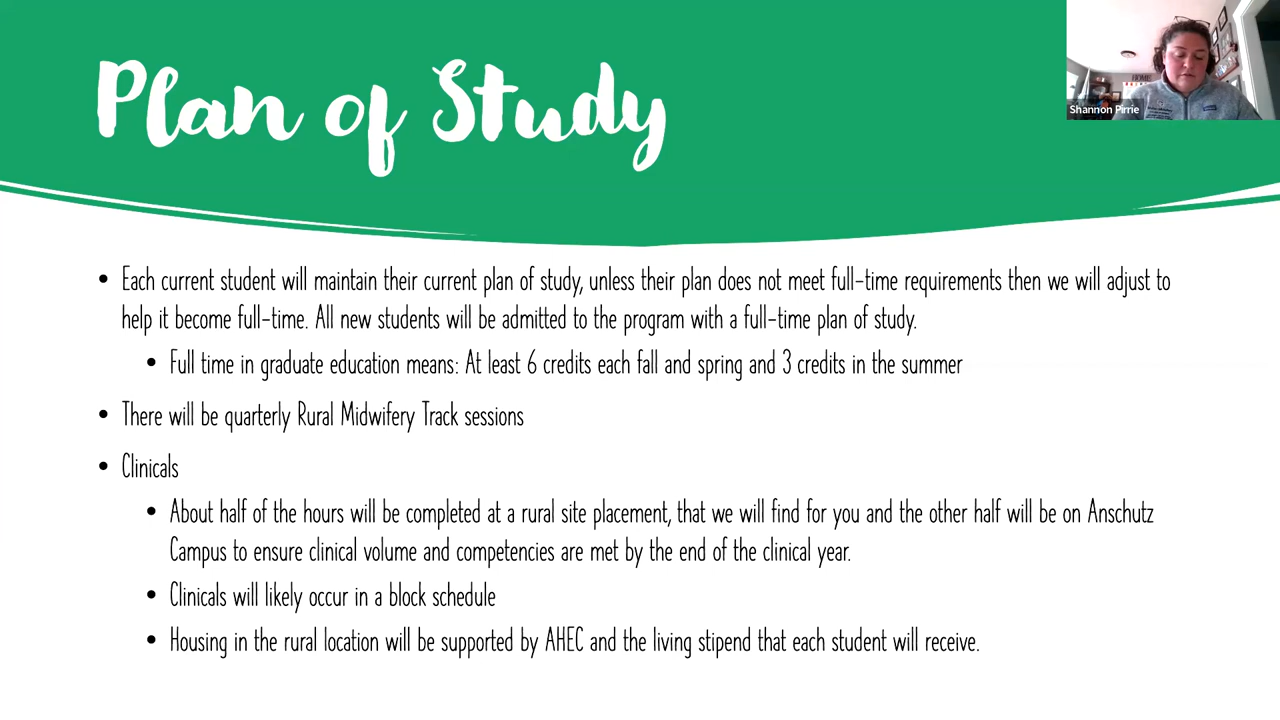 Plan of Study
Shannon Pirrie
• Each current student will maintain their current plan of study, unless their plan does not meet full-time requirements then we will adjust to
help it become full-time. All new students will be admitted to the program with a full-time plan of study.
• Full time in graduate education means: At least 6 credits each fall and spring and 3 credits in the summer
• There will be quarterly Rural Midwifery Track sessions
• Clinicals
• About half of the hours will be completed at a rural site placement, that we will find for you and the other half will be on Anschutz
Campus to ensure clinical volume and competencies are met by the end of the clinical year.
• Clinicals will likely occur in a block schedule
• Housing in the rural location will be supported by AHEC and the living stipend that each student will receive.